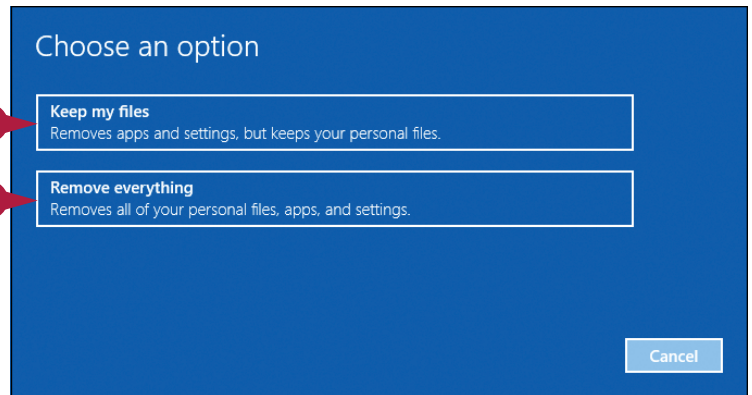 Choose an option
Keep my files
Removes apps and settings, but keeps your personal files.
Remove everything
Removes all of your personal files, apps, and settings.
Cancel